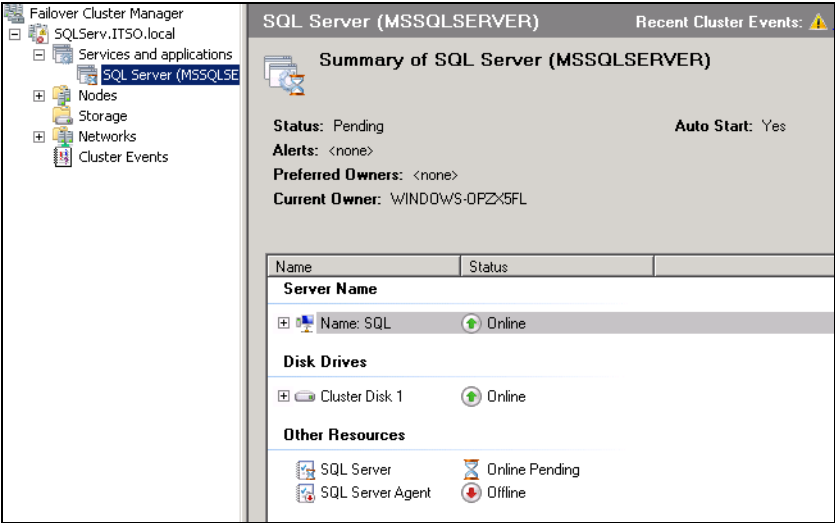 Failover Cluster Manager
SQLServ.ITSO.local
Services and applications
SQL Server (MSSQLSE
Nodes
Storage
Networks
Cluster Events
SQL Server (MSSQLSERVER)
Recent Cluster Events:
Summary of SQL Server (MSSQLSERVER)
Status: Pending
Auto Start: Yes
Alerts: <none>
Preferred Owners: <none>
Current Owner: WINDOWS-OPZX5FL
Name Status
Server Name
Name: SQL Online
Disk Drives
Cluster Disk 1 Online
Other Resources
SQL Server Online Pending
SQL Server Agent Offline